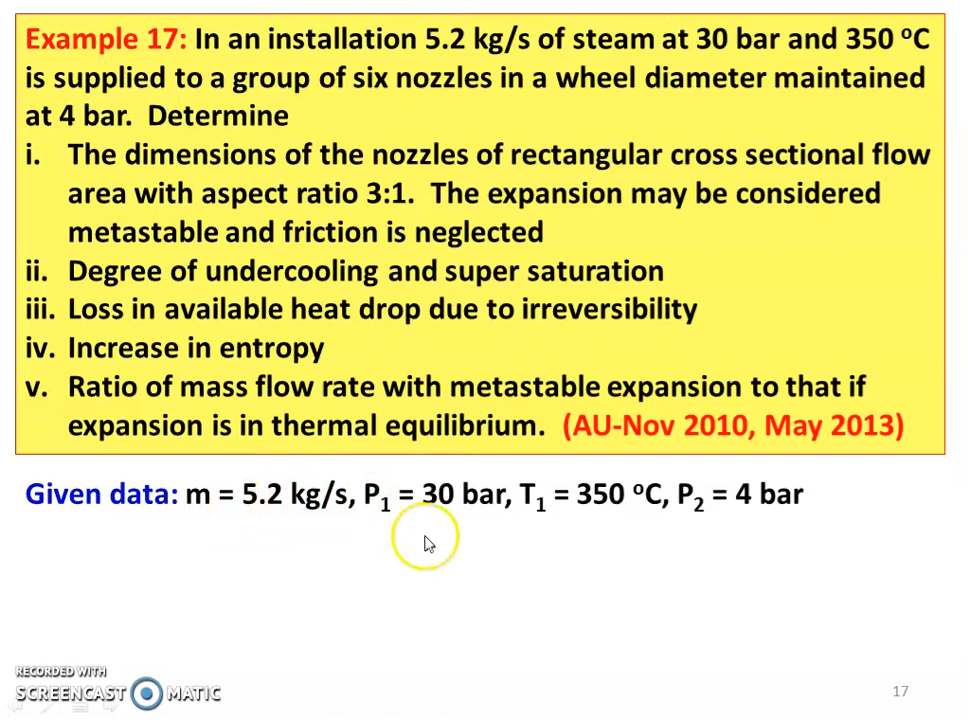 Example 17: In an installation 5.2 kg/s of steam at 30 bar and 350 ᵒC
is supplied to a group of six nozzles in a wheel diameter maintained
at 4 bar. Determine
i. The dimensions of the nozzles of rectangular cross sectional flow
area with aspect ratio 3:1. The expansion may be considered
metastable and friction is neglected
ii. Degree of undercooling and super saturation
iii. Loss in available heat drop due to irreversibility
iv. Increase in entropy
v. Ratio of mass flow rate with metastable expansion to that if
expansion is in thermal equilibrium. (AU-Nov 2010, May 2013)
Given data: m = 5.2 kg/s, P₁ = 30 bar, T₁ = 350 ᵒC, P₂ = 4 bar
RECORDED WITH
SCREENCAST MATIC
17